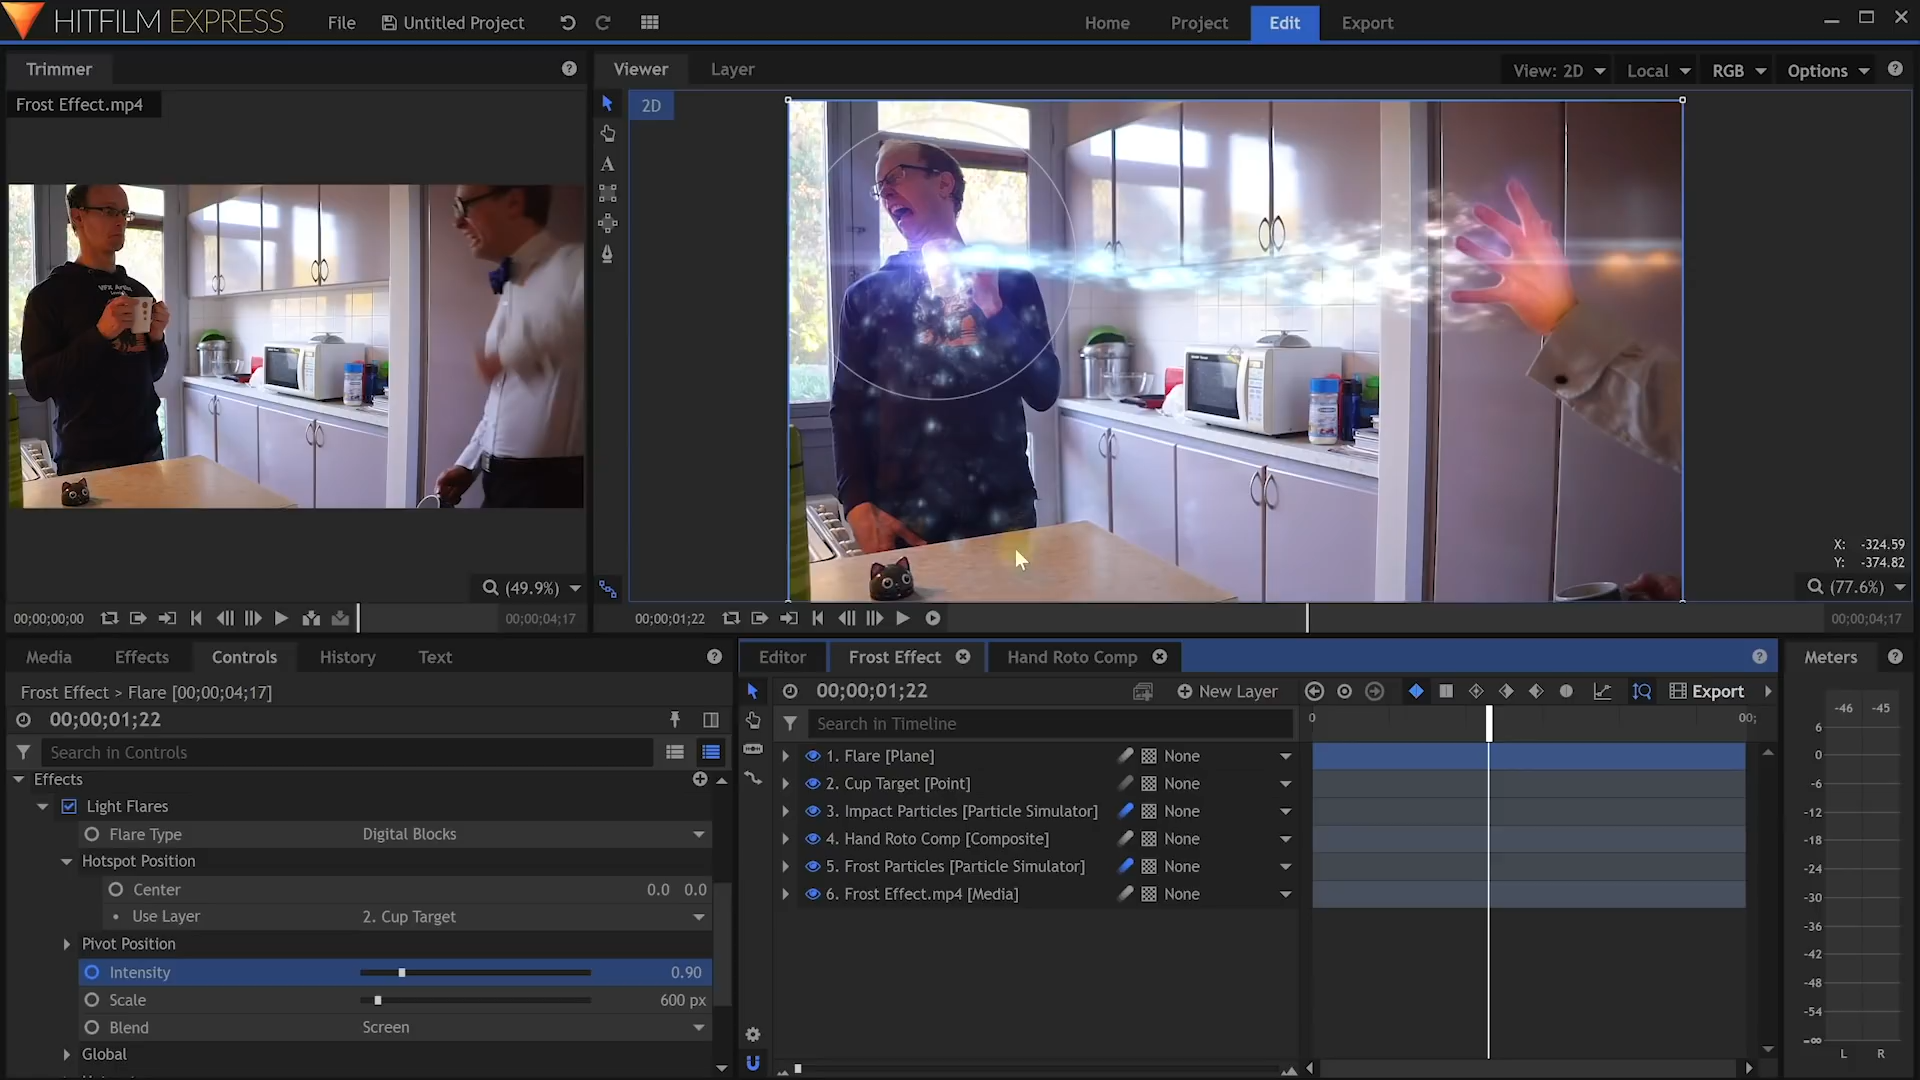 HITFILM EXPRESS File Untitled Project Home Project Edit Export
Trimmer Viewer Layer View: 2D Local RGB Options
Frost Effect.mp4 2D
X: -324.59
Y: -374.82
(49.9%) (77.6%)
00;00;00;00 00;00;04;17 00;00;01;22 00;00;04;17
Media Effects Controls History Text Editor Frost Effect Hand Roto Comp Meters
Frost Effect > Flare [00;00;04;17] 00;00;01;22 New Layer Export
00;00;01;22
-46 -45
Search in Controls Search in Timeline 0 00;
Effects
Light Flares
Flare Type Digital Blocks
Hotspot Position
Center 0.0 0.0
Use Layer 2. Cup Target
Pivot Position
Intensity 0.90
Scale 600 px
Blend Screen
Global
1. Flare [Plane] None
2. Cup Target [Point] None
3. Impact Particles [Particle Simulator] None
4. Hand Roto Comp [Composite] None
5. Frost Particles [Particle Simulator] None
6. Frost Effect.mp4 [Media] None
6
0
-6
-12
-18
-24
-30
-36
-42
-48
-54
-∞
L R